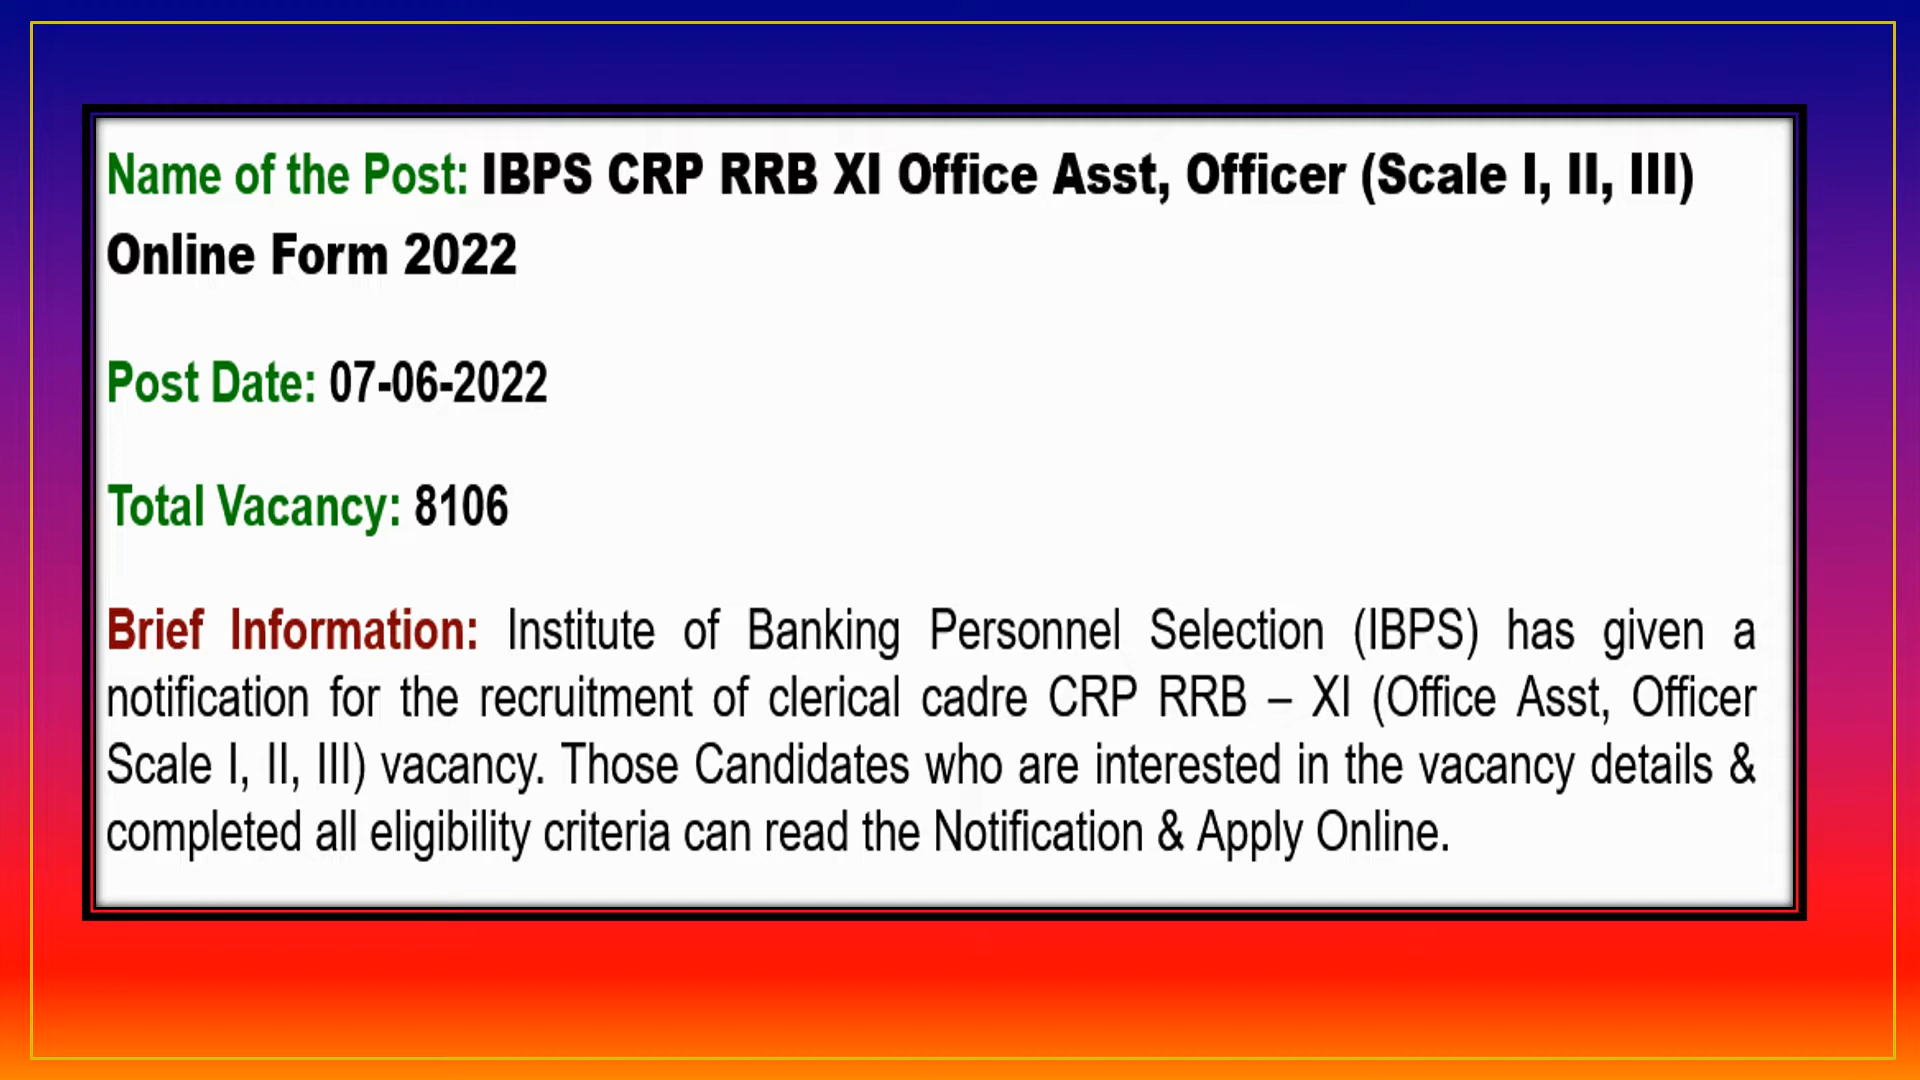 Name of the Post: IBPS CRP RRB XI Office Asst, Officer (Scale I, II, III)
Online Form 2022
Post Date: 07-06-2022
Total Vacancy: 8106
Brief Information: Institute of Banking Personnel Selection (IBPS) has given a
notification for the recruitment of clerical cadre CRP RRB – XI (Office Asst, Officer
Scale I, II, III) vacancy. Those Candidates who are interested in the vacancy details &
completed all eligibility criteria can read the Notification & Apply Online.